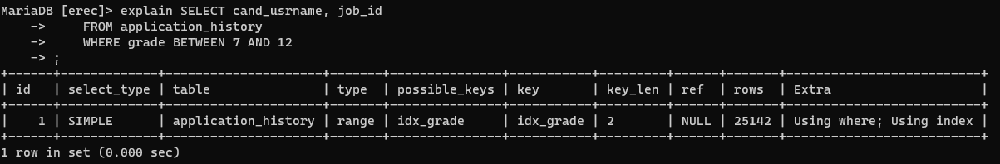 MariaDB [erec]> explain SELECT cand_usrname, job_id
    ->     FROM application_history
    ->     WHERE grade BETWEEN 7 AND 12
    -> ;
+------+-------------+---------------------+-------+---------------+-----------+---------+------+-------+--------------------------+
| id   | select_type | table               | type  | possible_keys | key       | key_len | ref  | rows  | Extra                    |
+------+-------------+---------------------+-------+---------------+-----------+---------+------+-------+--------------------------+
|    1 | SIMPLE      | application_history | range | idx_grade     | idx_grade | 2       | NULL | 25142 | Using where; Using index |
+------+-------------+---------------------+-------+---------------+-----------+---------+------+-------+--------------------------+
1 row in set (0.000 sec)